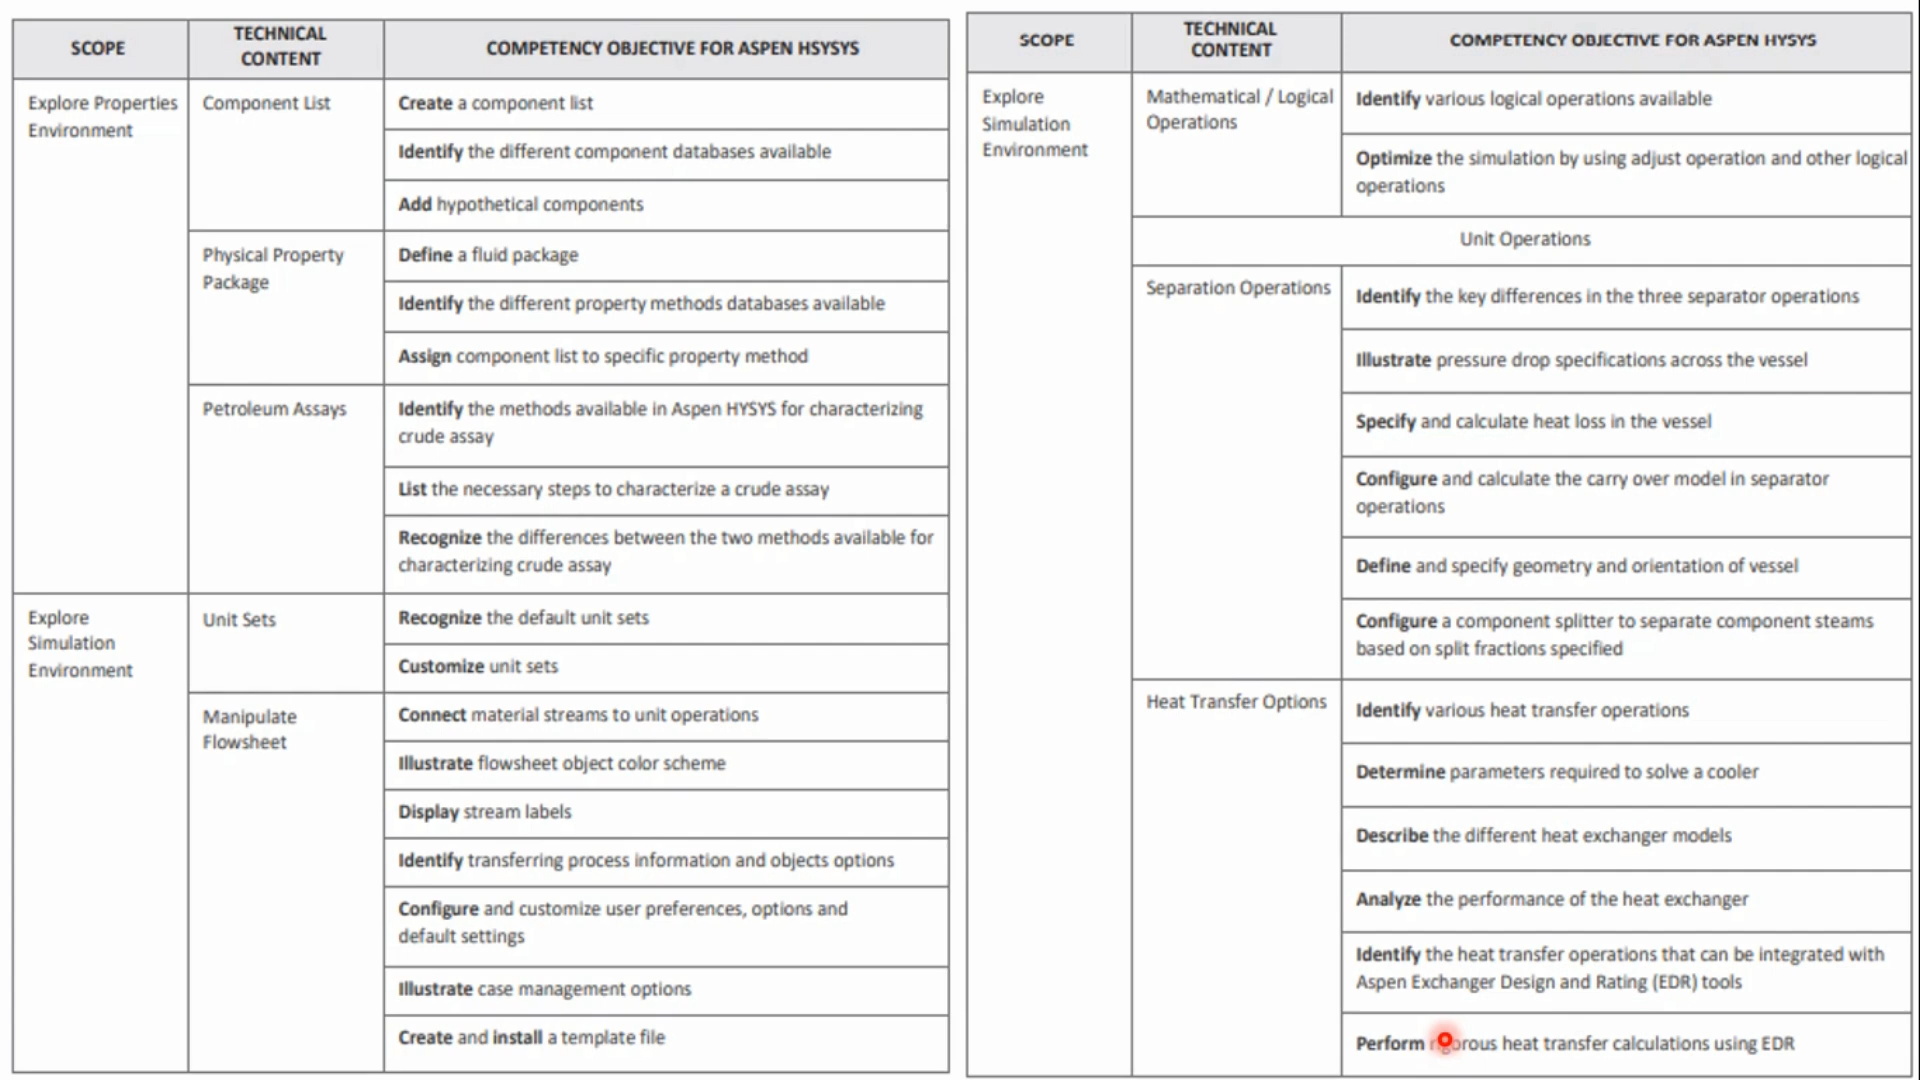 SCOPE
TECHNICAL
CONTENT
COMPETENCY OBJECTIVE FOR ASPEN HSYSYS
Explore Properties
Environment
Component List
Create a component list
Identify the different component databases available
Add hypothetical components
Physical Property
Package
Define a fluid package
Identify the different property methods databases available
Assign component list to specific property method
Petroleum Assays
Identify the methods available in Aspen HYSYS for characterizing
crude assay
List the necessary steps to characterize a crude assay
Recognize the differences between the two methods available for
characterizing crude assay
Explore
Simulation
Environment
Unit Sets
Recognize the default unit sets
Customize unit sets
Manipulate
Flowsheet
Connect material streams to unit operations
Illustrate flowsheet object color scheme
Display stream labels
Identify transferring process information and objects options
Configure and customize user preferences, options and
default settings
Illustrate case management options
Create and install a template file
SCOPE
TECHNICAL
CONTENT
COMPETENCY OBJECTIVE FOR ASPEN HYSYS
Explore
Simulation
Environment
Mathematical / Logical
Operations
Identify various logical operations available
Optimize the simulation by using adjust operation and other logical
operations
Unit Operations
Separation Operations
Identify the key differences in the three separator operations
Illustrate pressure drop specifications across the vessel
Specify and calculate heat loss in the vessel
Configure and calculate the carry over model in separator
operations
Define and specify geometry and orientation of vessel
Configure a component splitter to separate component steams
based on split fractions specified
Heat Transfer Options
Identify various heat transfer operations
Determine parameters required to solve a cooler
Describe the different heat exchanger models
Analyze the performance of the heat exchanger
Identify the heat transfer operations that can be integrated with
Aspen Exchanger Design and Rating (EDR) tools
Perform rigorous heat transfer calculations using EDR